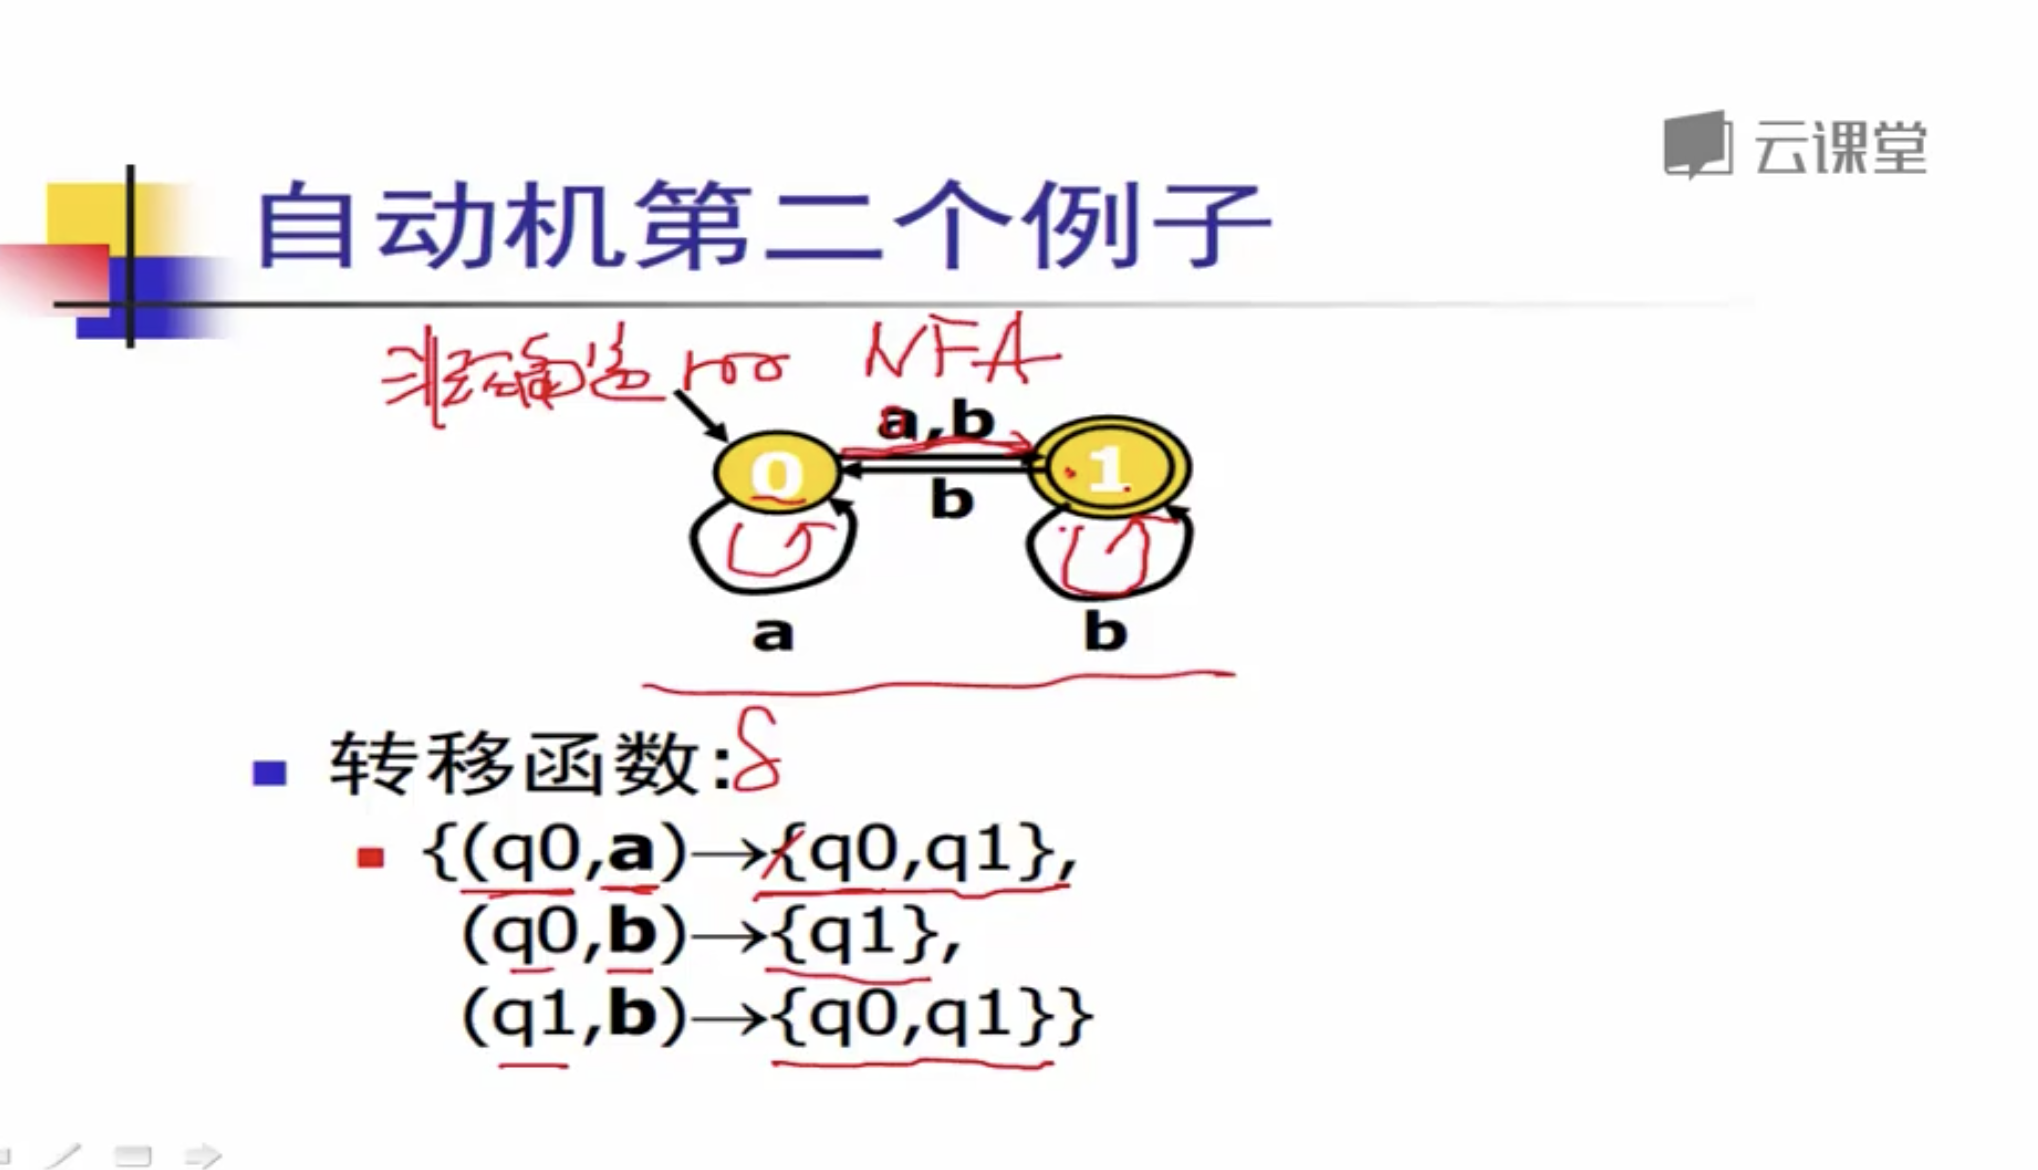 云课堂
自动机第二个例子
非确定 NFA
a,b
a
0
1
b
a
b
转移函数:δ
{(q0,a)→{q0,q1},
(q0,b)→{q1},
(q1,b)→{q0,q1}}